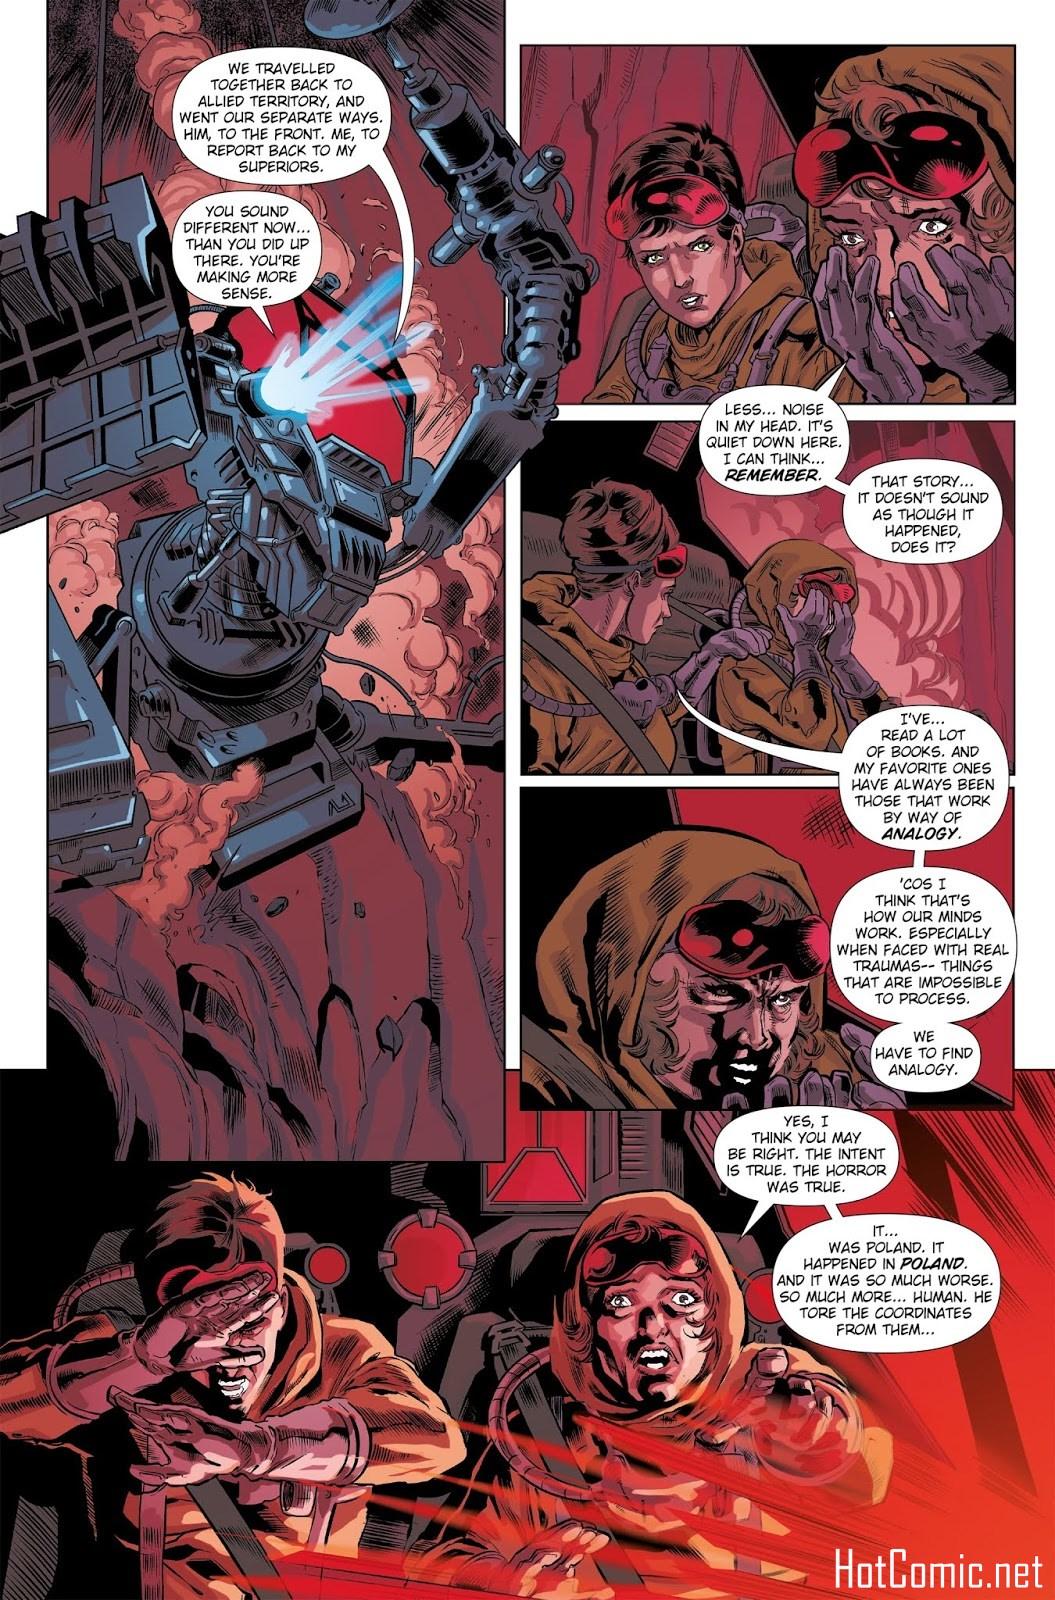 WE TRAVELLED
TOGETHER BACK TO
ALLIED TERRITORY, AND
WENT OUR SEPARATE WAYS.
HIM, TO THE FRONT. ME, TO
REPORT BACK TO MY
SUPERIORS.
YOU SOUND
DIFFERENT NOW...
THAN YOU DID UP
THERE. YOU'RE
MAKING MORE
SENSE.
LESS... NOISE
IN MY HEAD. IT'S
QUIET DOWN HERE.
I CAN THINK...
REMEMBER.
THAT STORY...
IT DOESN'T SOUND
AS THOUGH IT
HAPPENED,
DOES IT?
I'VE...
READ A LOT
OF BOOKS. AND
MY FAVORITE ONES
HAVE ALWAYS BEEN
THOSE THAT WORK
BY WAY OF
ANALOGY.
'COS I
THINK THAT'S
HOW OUR MINDS
WORK. ESPECIALLY
WHEN FACED WITH REAL
TRAUMAS-- THINGS
THAT ARE IMPOSSIBLE
TO PROCESS.
WE
HAVE TO FIND
ANALOGY.
YES, I
THINK YOU MAY
BE RIGHT. THE INTENT
IS TRUE. THE HORROR
WAS TRUE.
IT...
WAS POLAND. IT
HAPPENED IN POLAND.
AND IT WAS SO MUCH WORSE.
SO MUCH MORE... HUMAN. HE
TORE THE COORDINATES
FROM THEM...
HotComic.net